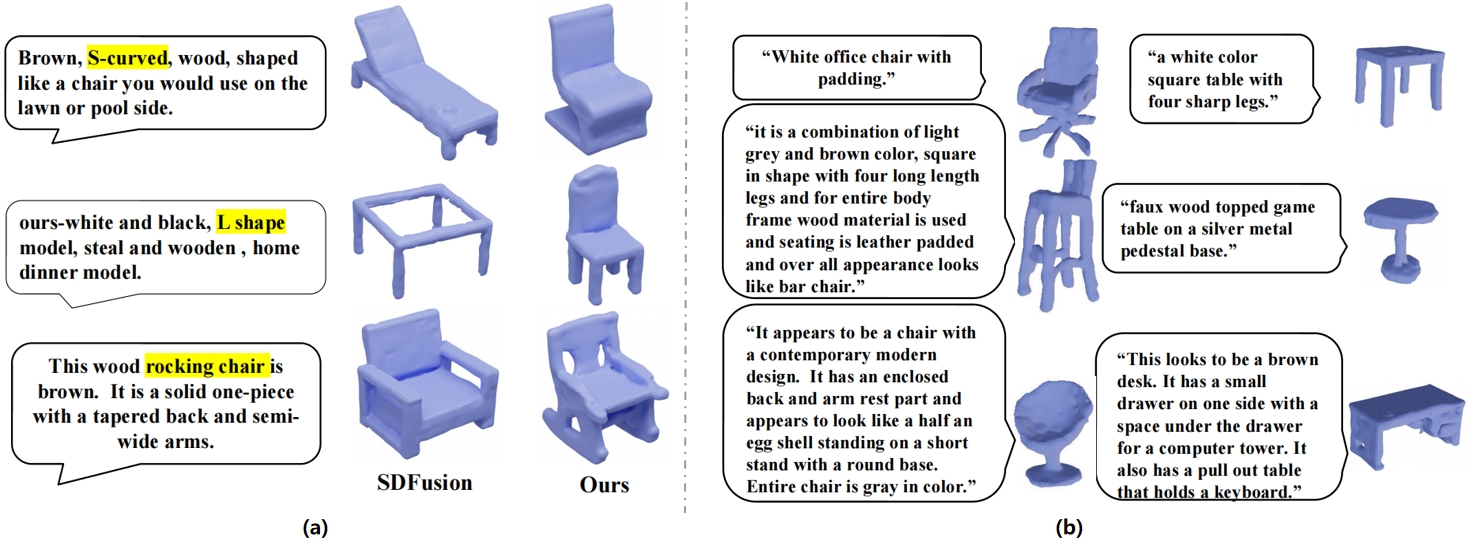 Brown, S-curved, wood, shaped
like a chair you would use on the
lawn or pool side.
ours-white and black, L shape
model, steal and wooden , home
dinner model.
This wood rocking chair is
brown. It is a solid one-piece
with a tapered back and semi-
wide arms.
SDFusion
Ours
(a)
“White office chair with
padding.”
“it is a combination of light
grey and brown color, square
in shape with four long length
legs and for entire body
frame wood material is used
and seating is leather padded
and over all appearance looks
like bar chair.”
“It appears to be a chair with
a contemporary modern
design. It has an enclosed
back and arm rest part and
appears to look like a half an
egg shell standing on a short
stand with a round base.
Entire chair is gray in color.”
“a white color
square table with
four sharp legs.”
“faux wood topped game
table on a silver metal
pedestal base.”
“This looks to be a brown
desk. It has a small
drawer on one side with a
space under the drawer
for a computer tower. It
also has a pull out table
that holds a keyboard.”
(b)